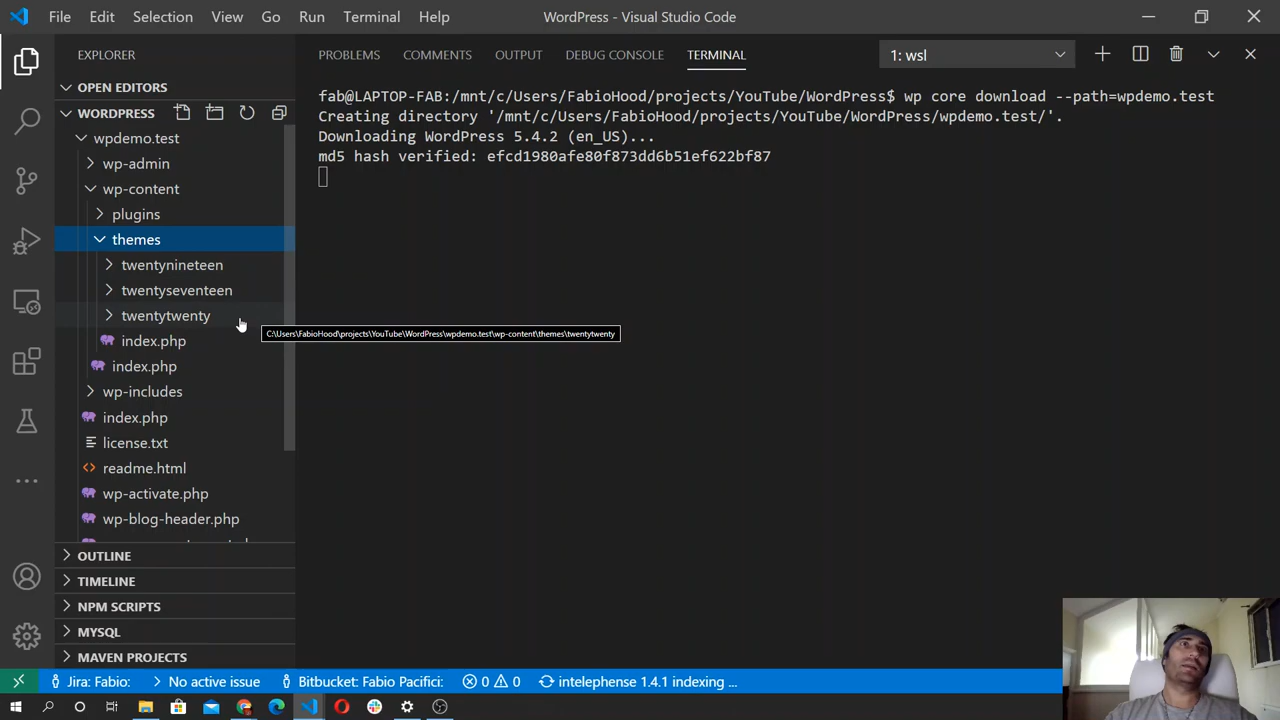 File Edit Selection View Go Run Terminal Help WordPress - Visual Studio Code
EXPLORER
OPEN EDITORS
WORDPRESS
wpdemo.test
wp-admin
wp-content
plugins
themes
twentynineteen
twentyseventeen
twentytwenty
index.php
index.php
wp-includes
index.php
license.txt
readme.html
wp-activate.php
wp-blog-header.php
OUTLINE
TIMELINE
NPM SCRIPTS
MYSQL
MAVEN PROJECTS
PROBLEMS COMMENTS OUTPUT DEBUG CONSOLE TERMINAL 1: wsl
fab@LAPTOP-FAB:/mnt/c/Users/FabioHood/projects/YouTube/WordPress$ wp core download --path=wpdemo.test
Creating directory '/mnt/c/Users/FabioHood/projects/YouTube/WordPress/wpdemo.test/'.
Downloading WordPress 5.4.2 (en_US)...
md5 hash verified: efcd1980afe80f873dd6b51ef622bf87
C:\Users\FabioHood\projects\YouTube\WordPress\wpdemo.test\wp-content\themes\twentytwenty
Jira: Fabio: No active issue Bitbucket: Fabio Pacifici: 0 0 intelephense 1.4.1 indexing ...